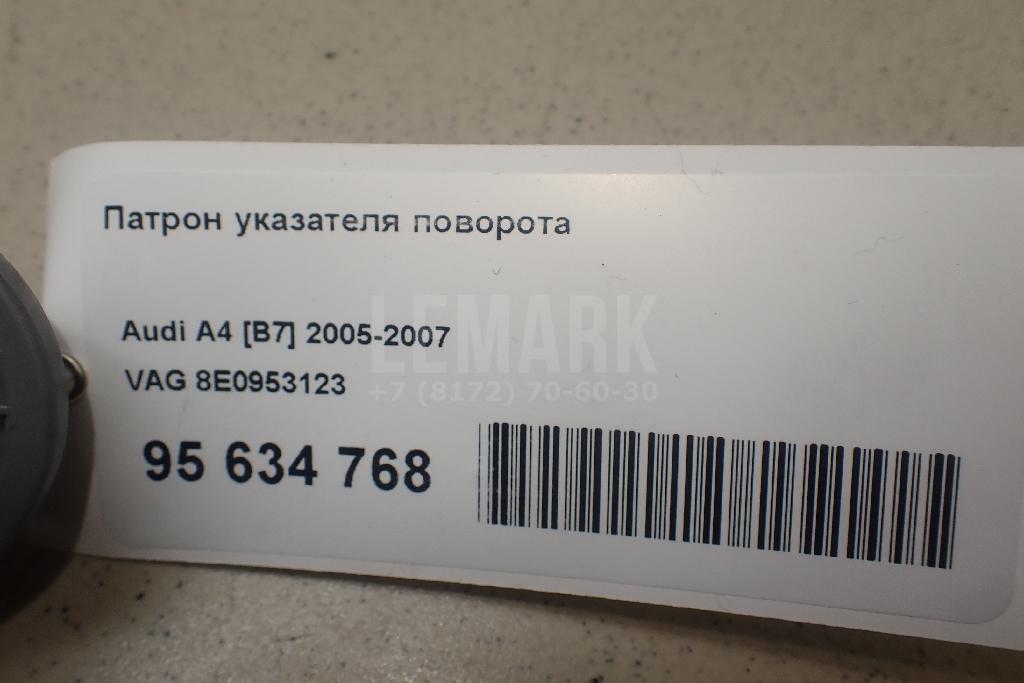 Патрон указателя поворота
Audi A4 [B7] 2005-2007
VAG 8E0953123
95 634 768
LEMARK
+7 (8172) 70-60-30